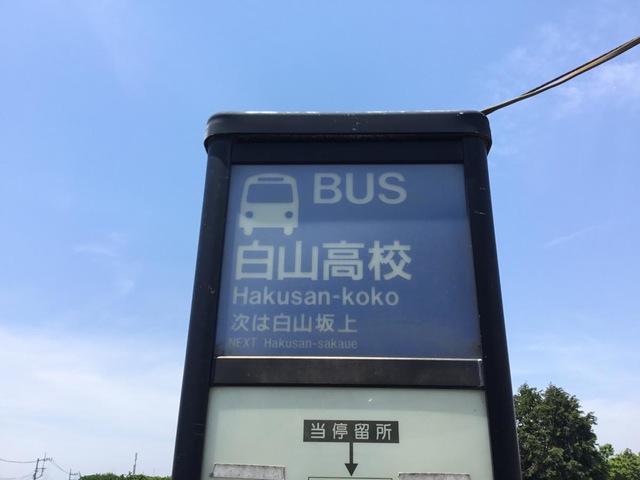 BUS
白山高校
Hakusan-koko
次は白山坂上
NEXT Hakusan-sakaue
当停留所